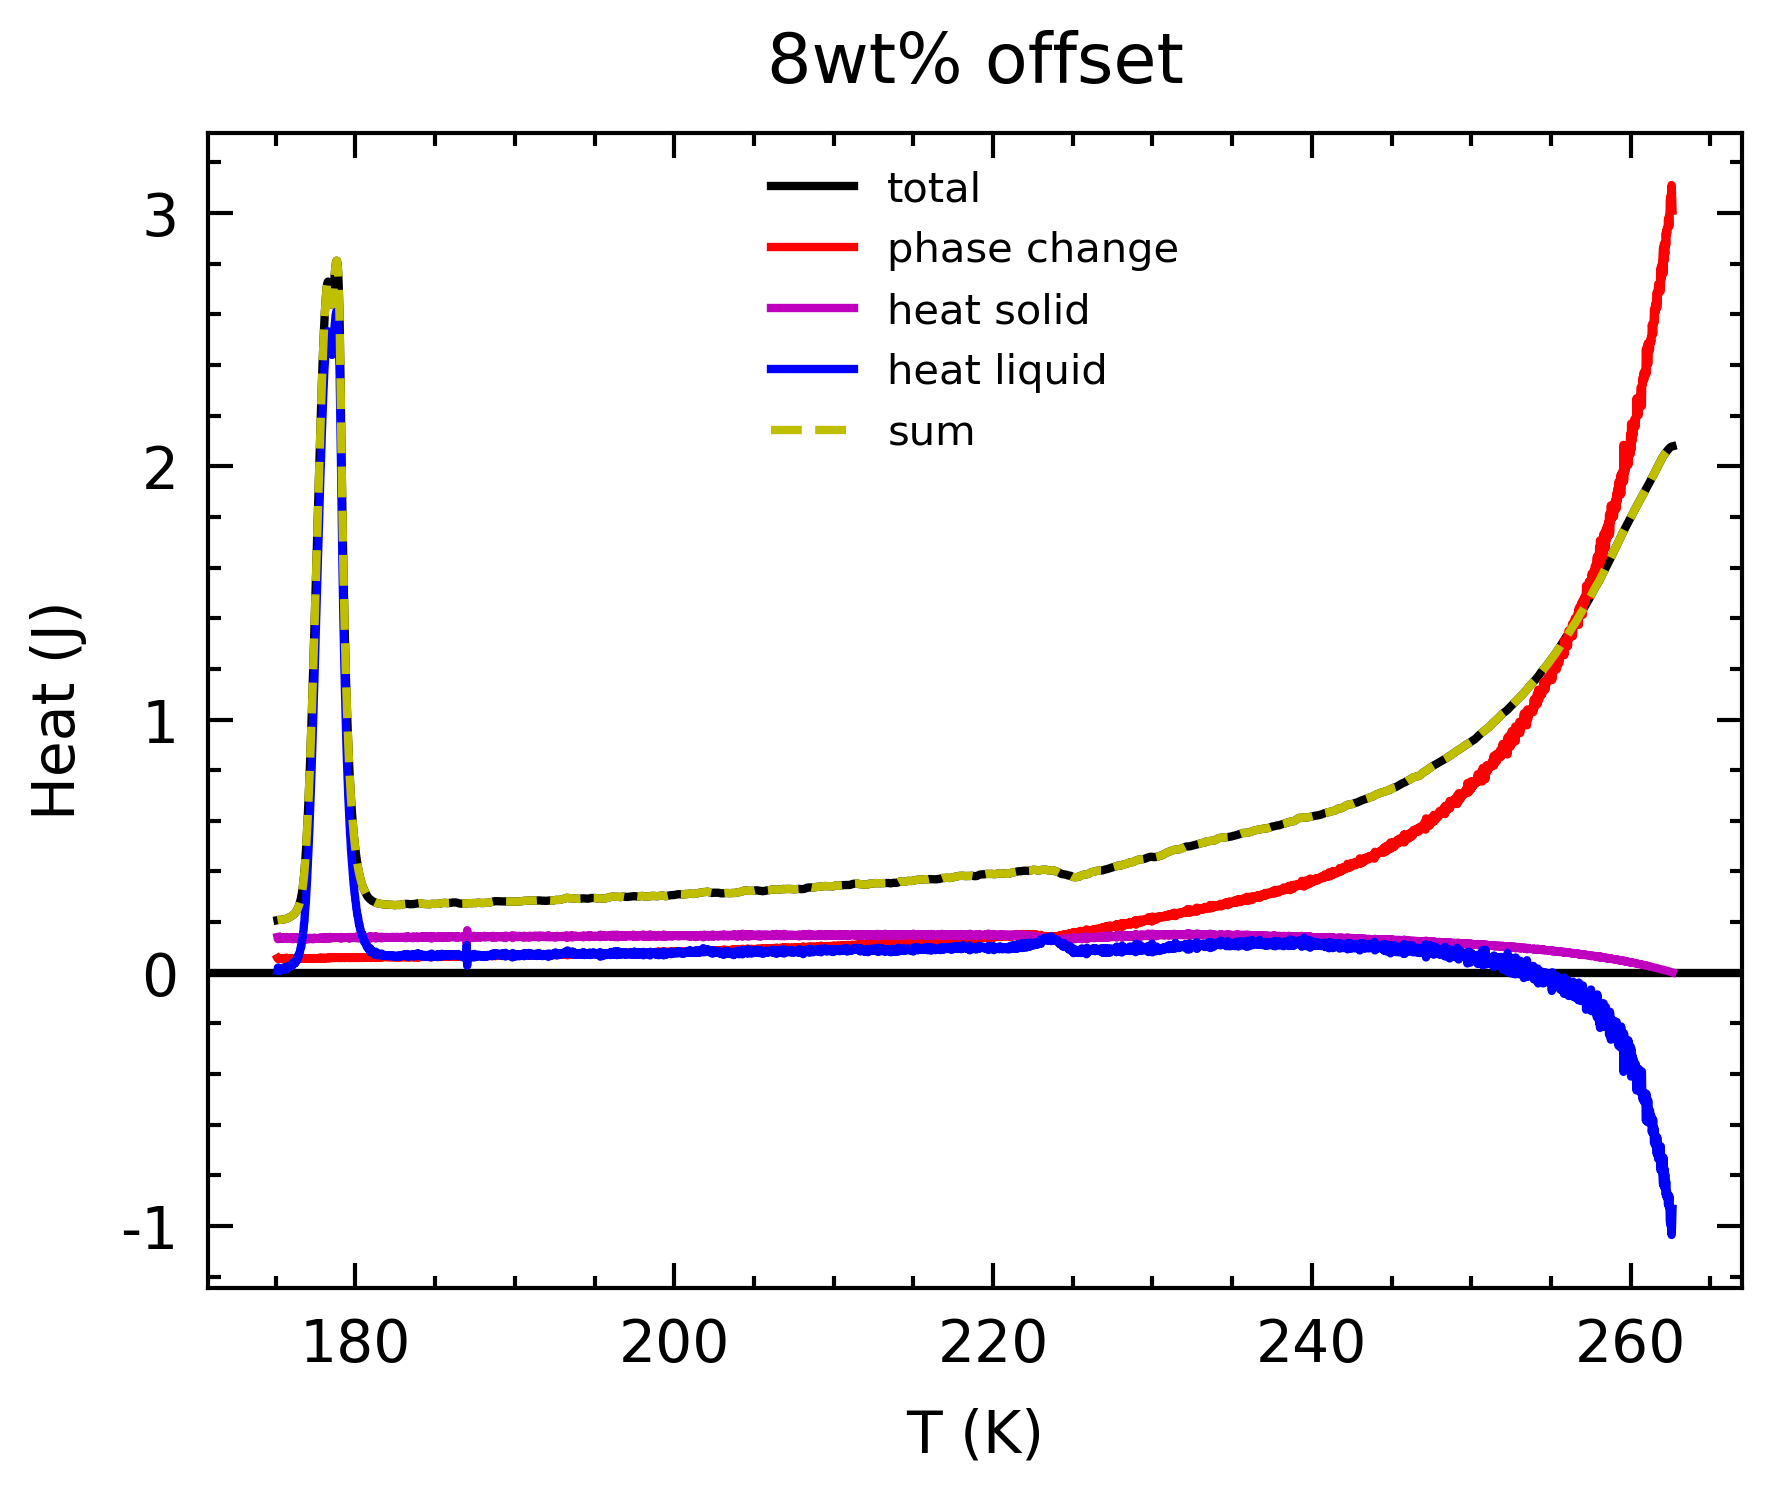 8wt% offset
total
phase change
heat solid
heat liquid
sum
Heat (J)
3
2
1
0
-1
180 200 220 240 260
T (K)